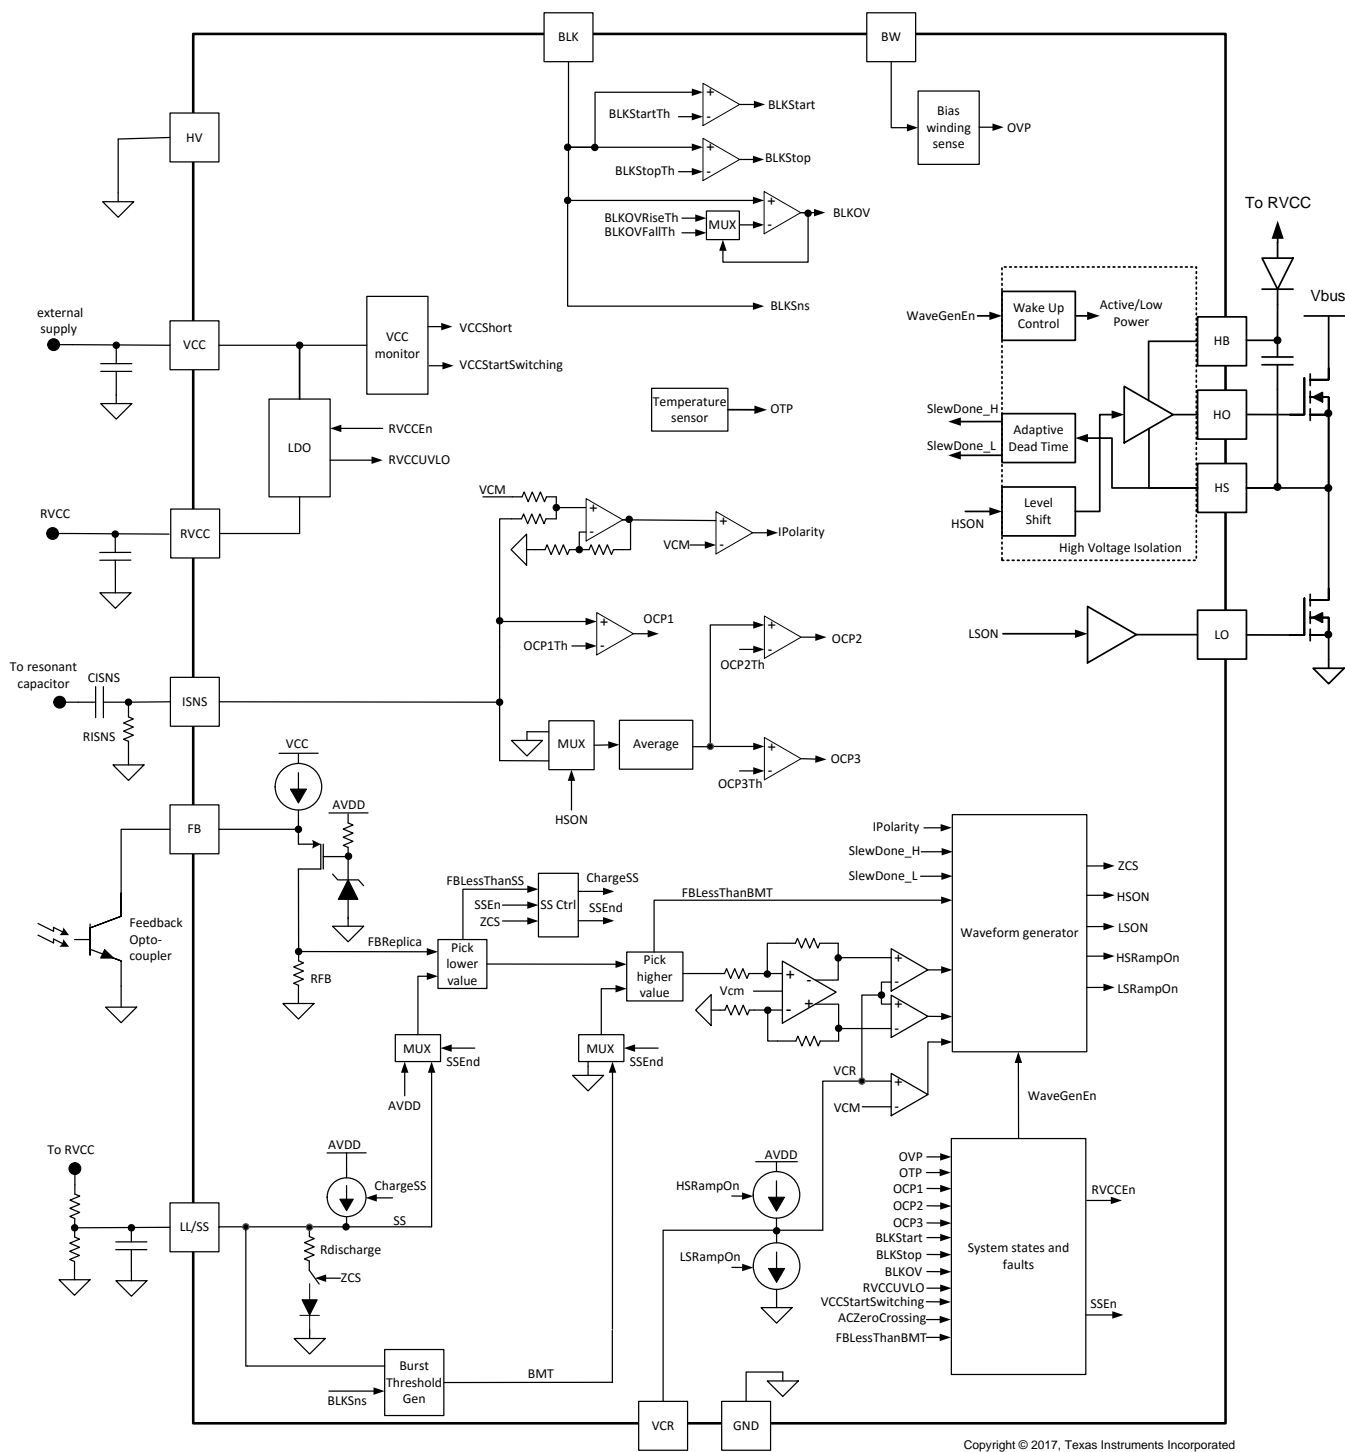 BLK
BW
HV
+
-
BLKStartTh
BLKStart
Bias
winding
sense
OVP
+
-
BLKStopTh
BLKStop
+
-
BLKOVRiseTh
BLKOVFallTh
MUX
BLKOV
BLKSns
To RVCC
Vbus
WaveGenEn
Wake Up
Control
Active/Low
Power
HB
external
supply
VCC
VCC
monitor
VCCShort
VCCStartSwitching
Temperature
sensor
OTP
SlewDone_H
SlewDone_L
Adaptive
Dead Time
HO
LDO
RVCCEn
RVCCUVLO
HS
HSON
Level
Shift
High Voltage Isolation
RVCC
RVCC
VCM
+
-
+
-
VCM
IPolarity
OCP1Th
+
-
OCP1
OCP2Th
+
-
OCP2
LSON
LO
To resonant
capacitor
CISNS
RISNS
ISNS
MUX
HSON
Average
OCP3Th
+
-
OCP3
VCC
AVDD
FB
Feedback
Opto-
coupler
RFB
FBReplica
FBLessThanSS
SSEn
ZCS
SS Ctrl
ChargeSS
SSEnd
Pick
lower
value
FBLessThanBMT
Pick
higher
value
Vcm
+
-
-
+
+
-
+
-
IPolarity
SlewDone_H
SlewDone_L
Waveform generator
ZCS
HSON
LSON
HSRampOn
LSRampOn
MUX
SSEnd
AVDD
MUX
SSEnd
VCR
VCM
+
-
WaveGenEn
To RVCC
LL/SS
AVDD
ChargeSS
SS
Rdischarge
ZCS
AVDD
HSRampOn
LSRampOn
OVP
OTP
OCP1
OCP2
OCP3
BLKStart
BLKStop
BLKOV
RVCCUVLO
VCCStartSwitching
ACZeroCrossing
FBLessThanBMT
System states and
faults
RVCCEn
SSEn
BLKSns
Burst
Threshold
Gen
BMT
VCR
GND
Copyright © 2017, Texas Instruments Incorporated